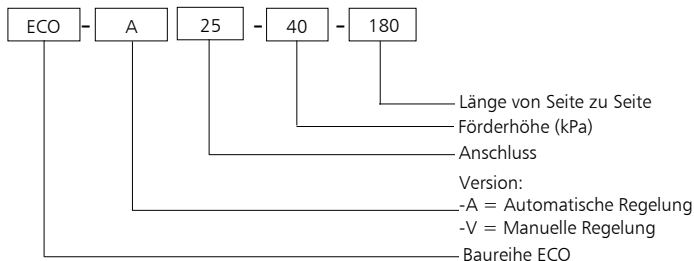 ECO - A 25 - 40 - 180
Länge von Seite zu Seite
Förderhöhe (kPa)
Anschluss
Version:
-A = Automatische Regelung
-V = Manuelle Regelung
Baureihe ECO